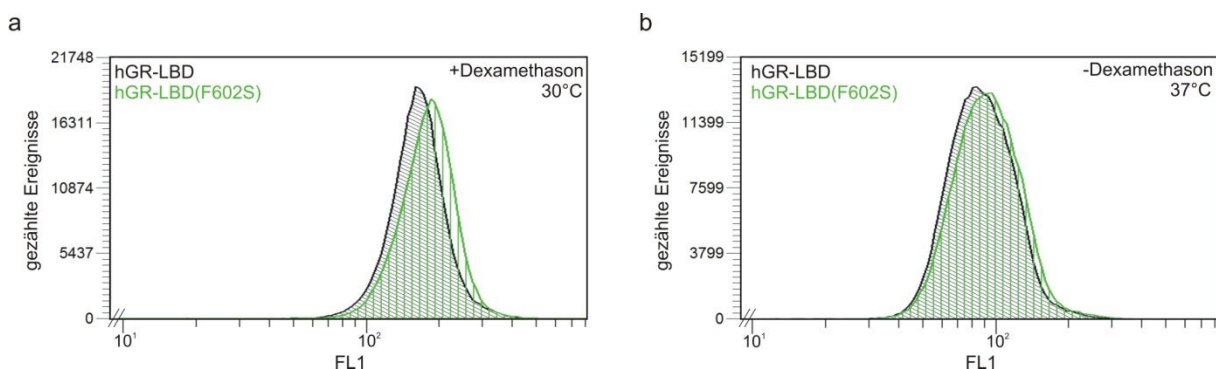 a
21748
16311
10874
5437
0
gezählte Ereignisse
hGR-LBD
hGR-LBD(F602S)
+Dexamethason
30°C
10¹
10²
FL1
b
15199
11399
7599
3799
0
gezählte Ereignisse
hGR-LBD
hGR-LBD(F602S)
-Dexamethason
37°C
10¹
10²
FL1